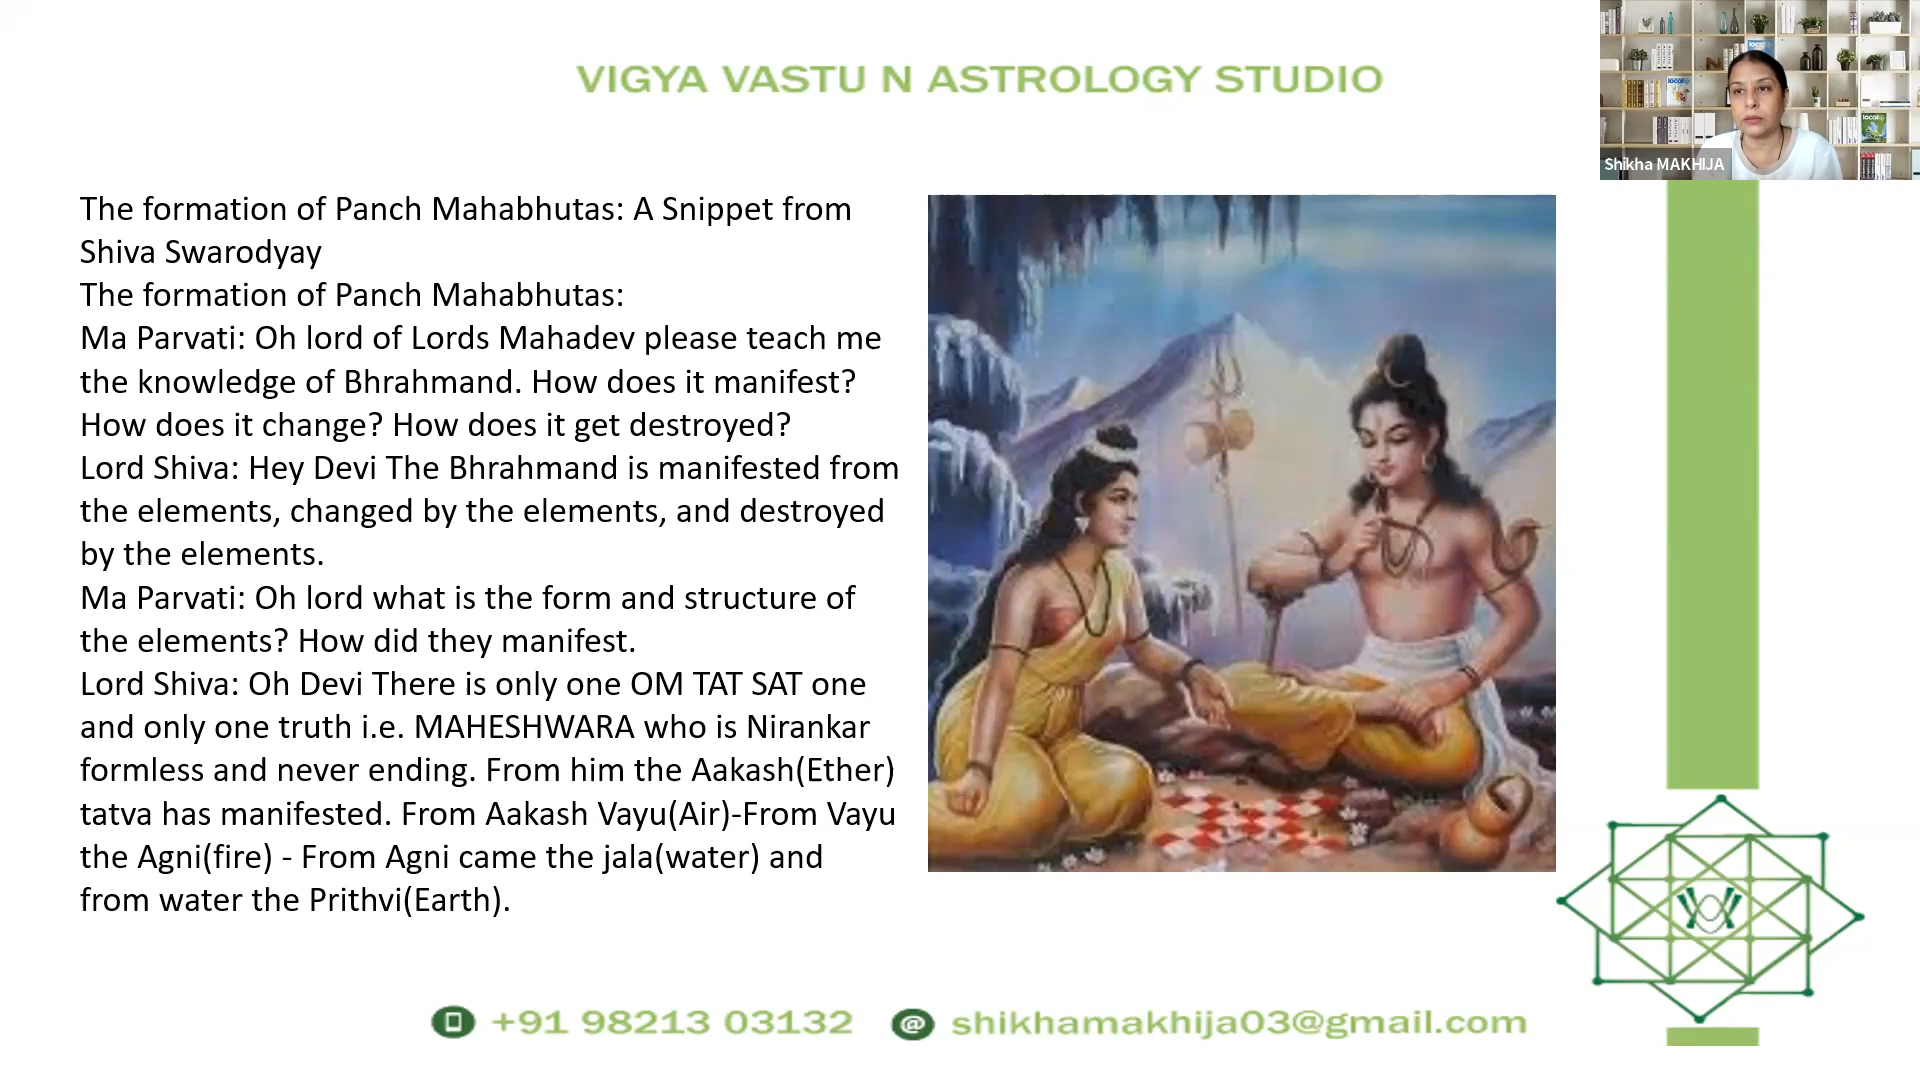 VIGYA VASTU N ASTROLOGY STUDIO
Shikha MAKHIJA
The formation of Panch Mahabhutas: A Snippet from
Shiva Swarodyay
The formation of Panch Mahabhutas:
Ma Parvati: Oh lord of Lords Mahadev please teach me
the knowledge of Bhrahmand. How does it manifest?
How does it change? How does it get destroyed?
Lord Shiva: Hey Devi The Bhrahmand is manifested from
the elements, changed by the elements, and destroyed
by the elements.
Ma Parvati: Oh lord what is the form and structure of
the elements? How did they manifest.
Lord Shiva: Oh Devi There is only one OM TAT SAT one
and only one truth i.e. MAHESHWARA who is Nirankar
formless and never ending. From him the Aakash(Ether)
tatva has manifested. From Aakash Vayu(Air)-From Vayu
the Agni(fire) - From Agni came the jala(water) and
from water the Prithvi(Earth).
+91 98213 03132
shikhamakhija03@gmail.com